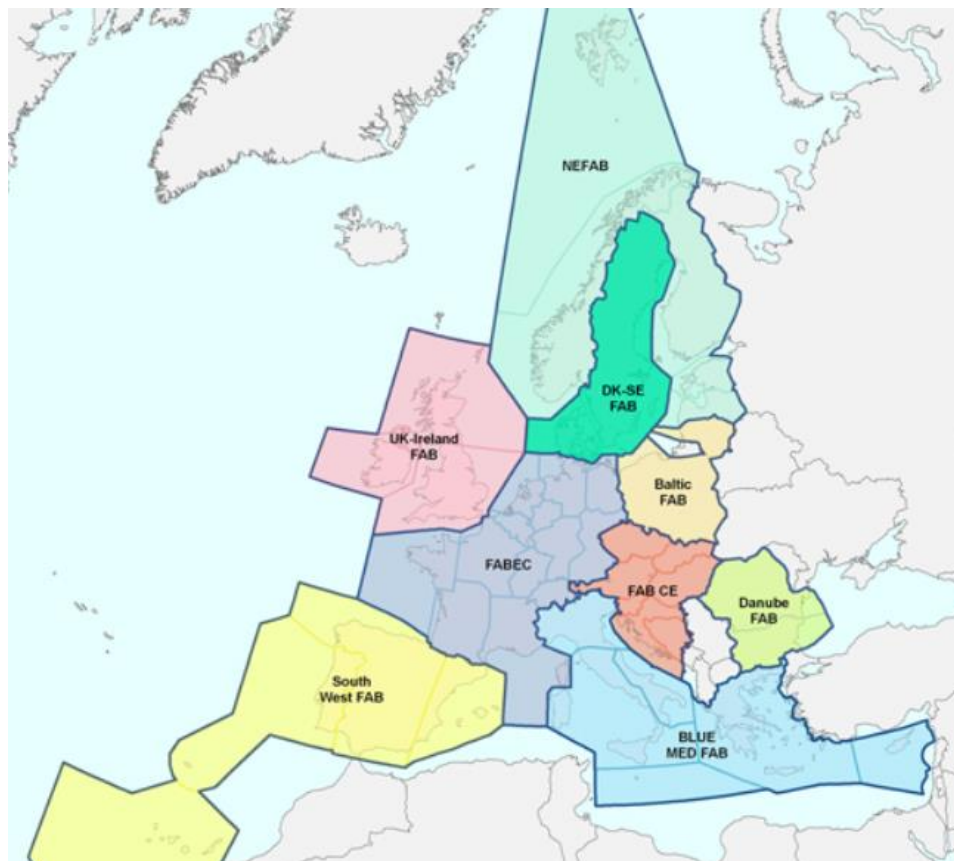 NEFAB
DK-SE
FAB
UK-Ireland
FAB
Baltic
FAB
FABEC
FAB CE
Danube
FAB
South
West FAB
BLUE
MED FAB